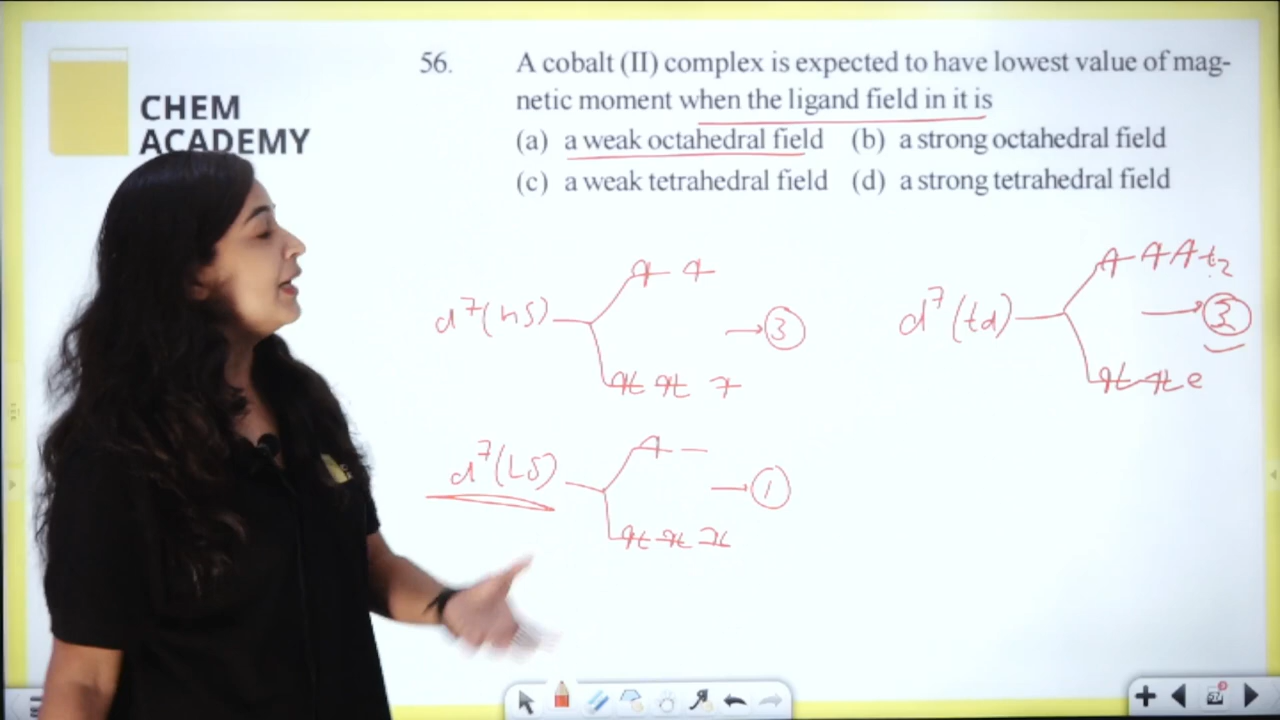 CHEM
ACADEMY
56. A cobalt (II) complex is expected to have lowest value of mag-
netic moment when the ligand field in it is
(a) a weak octahedral field (b) a strong octahedral field
(c) a weak tetrahedral field (d) a strong tetrahedral field
d⁷(hS) → 3
d⁷(td) t₂ → 3
e
d⁷(LS) → 1